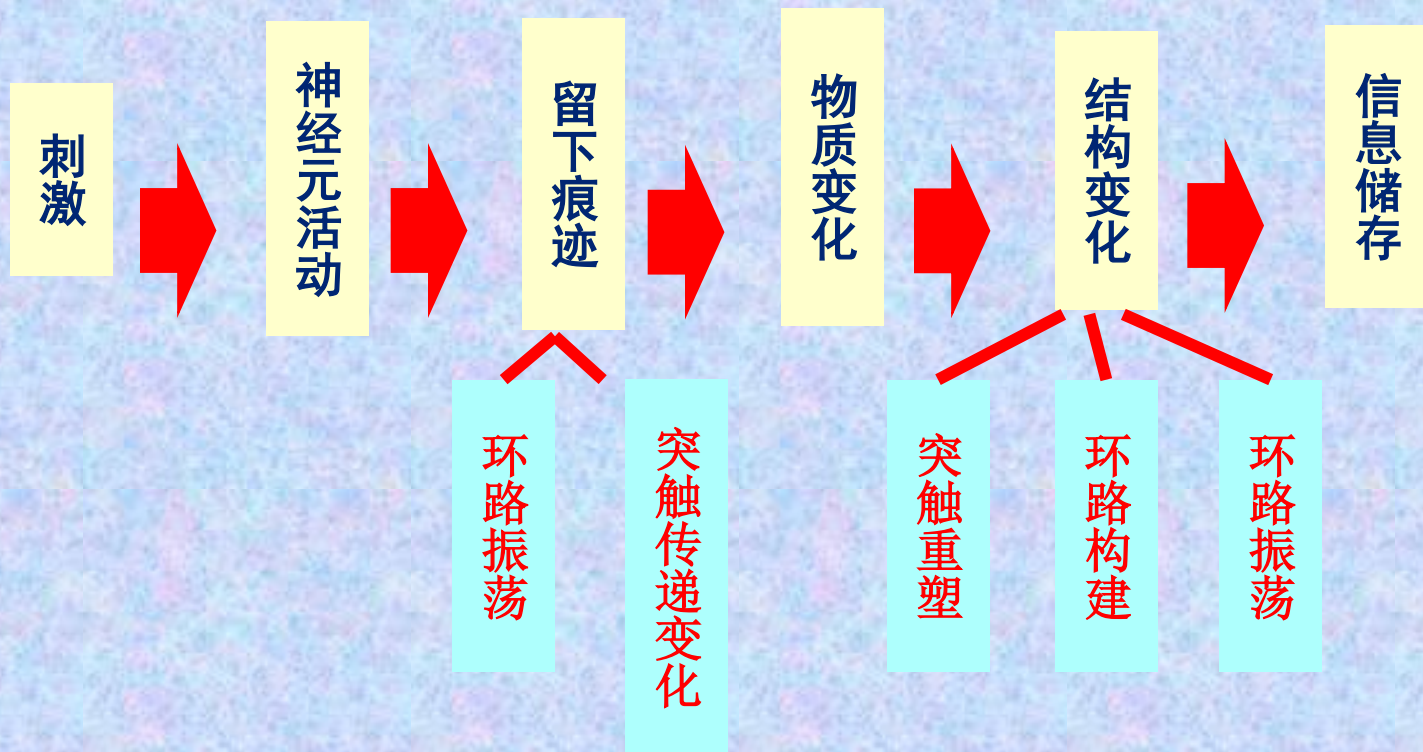 刺激
神经元活动
留下痕迹
物质变化
结构变化
信息储存
环路振荡
突触传递变化
突触重塑
环路构建
环路振荡